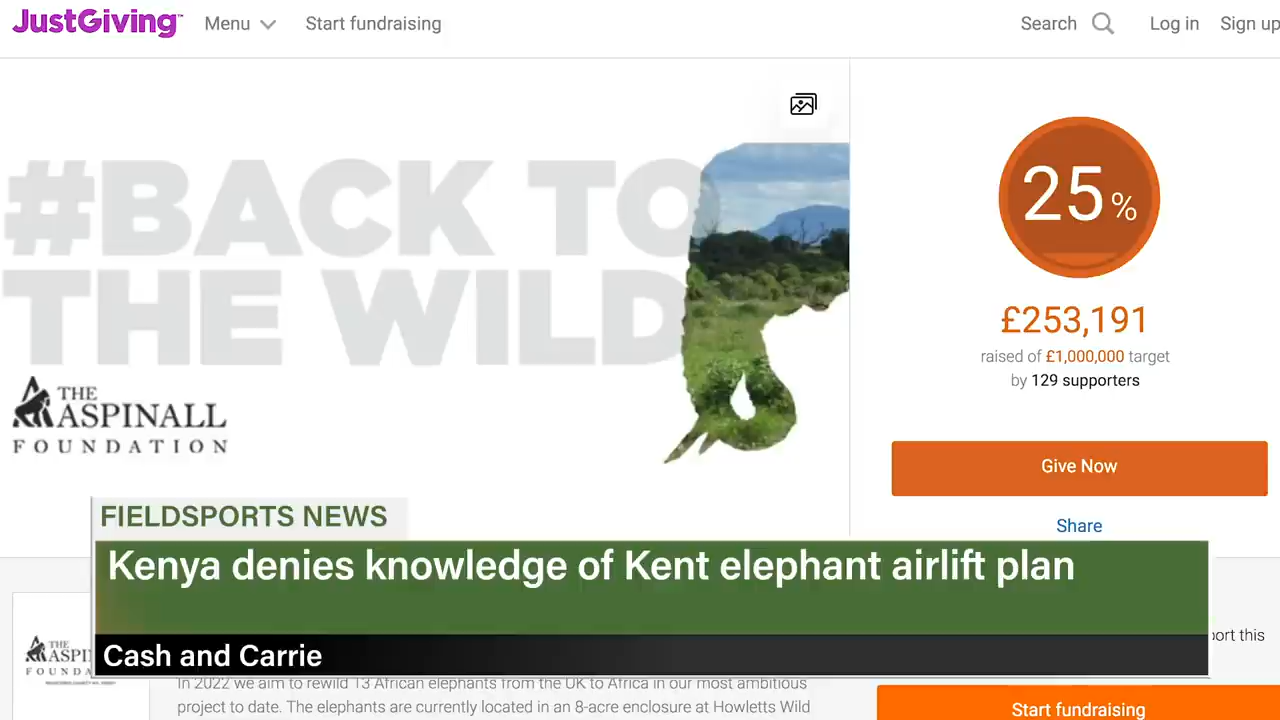 JustGiving™ Menu Start fundraising Search Log in Sign up
#BACK TO
THE WILD
THE
ASPINALL
FOUNDATION
25%
£253,191
raised of £1,000,000 target
by 129 supporters
Give Now
Share
FIELDSPORTS NEWS
Kenya denies knowledge of Kent elephant airlift plan
Cash and Carrie
THE
ASPI
FOUNDA
In 2022 we aim to rewild 13 African elephants from the UK to Africa in our most ambitious
project to date. The elephants are currently located in an 8-acre enclosure at Howletts Wild
port this
Start fundraising